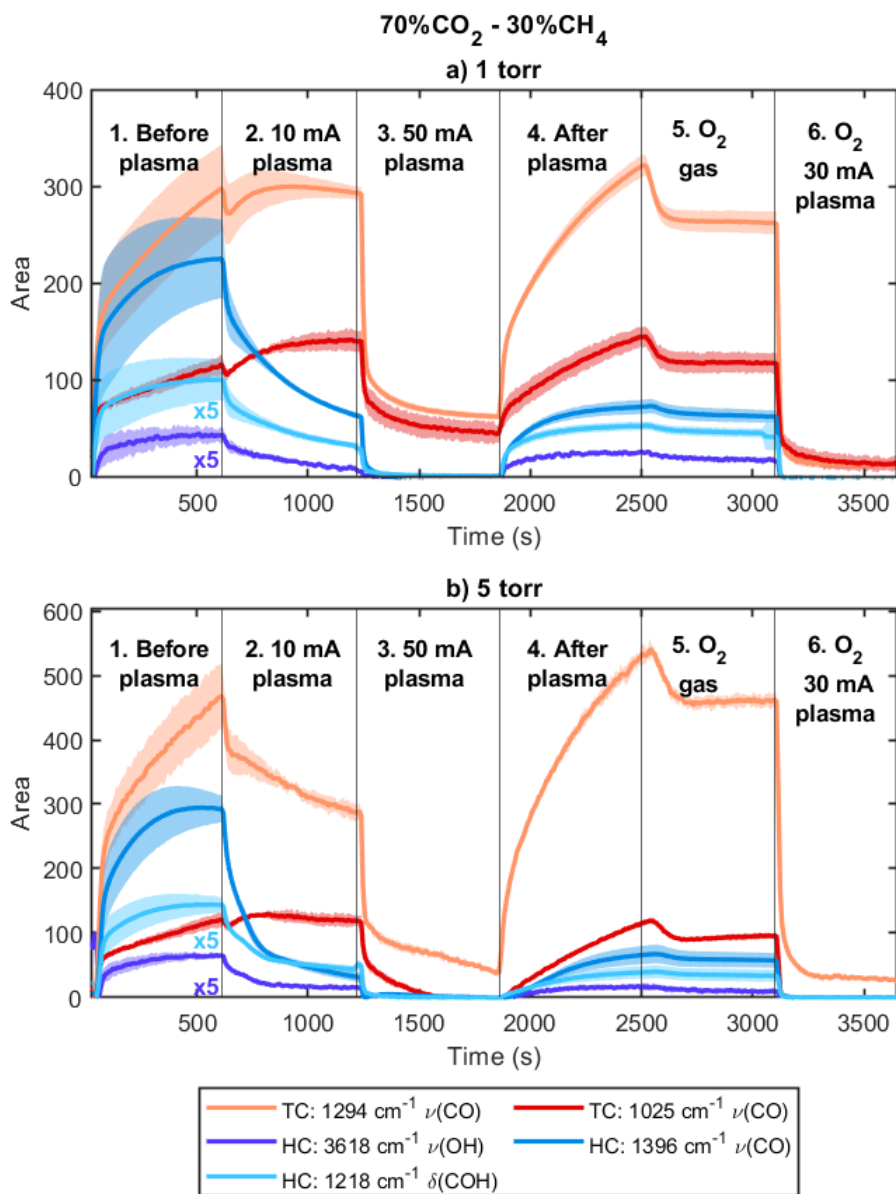 70%CO₂ - 30%CH₄
a) 1 torr
400
300
200
100
0
Area
1. Before
plasma
2. 10 mA
plasma
3. 50 mA
plasma
4. After
plasma
5. O₂
gas
6. O₂
30 mA
plasma
x5
x5
500
1000
1500
2000
2500
3000
3500
Time (s)
b) 5 torr
600
500
400
300
200
100
0
Area
1. Before
plasma
2. 10 mA
plasma
3. 50 mA
plasma
4. After
plasma
5. O₂
gas
6. O₂
30 mA
plasma
x5
x5
500
1000
1500
2000
2500
3000
3500
Time (s)
TC: 1294 cm⁻¹ ν(CO)
TC: 1025 cm⁻¹ ν(CO)
HC: 3618 cm⁻¹ ν(OH)
HC: 1396 cm⁻¹ ν(CO)
HC: 1218 cm⁻¹ δ(COH)